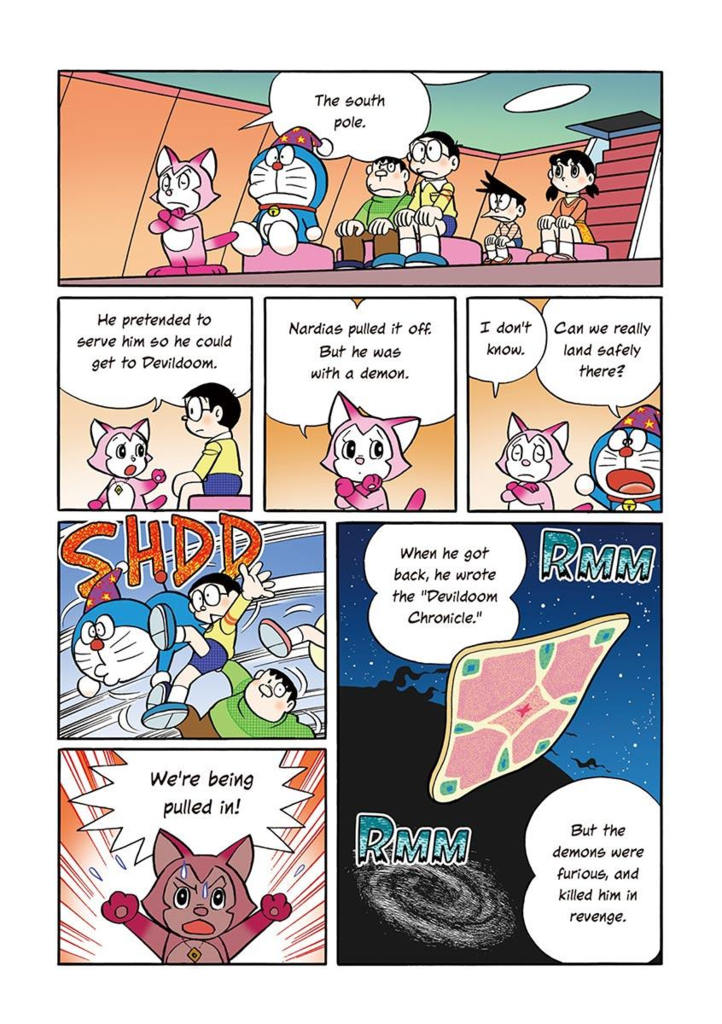 The south
pole.
Can we really
land safely
there?
I don't
know.
Nardias pulled it off.
But he was
with a demon.
He pretended to
serve him so he could
get to Devildoom.
RMM
When he got
back, he wrote
the "Devildoom
Chronicle."
But the
demons were
furious, and
killed him in
revenge.
RMM
SHDD
We're being
pulled in!